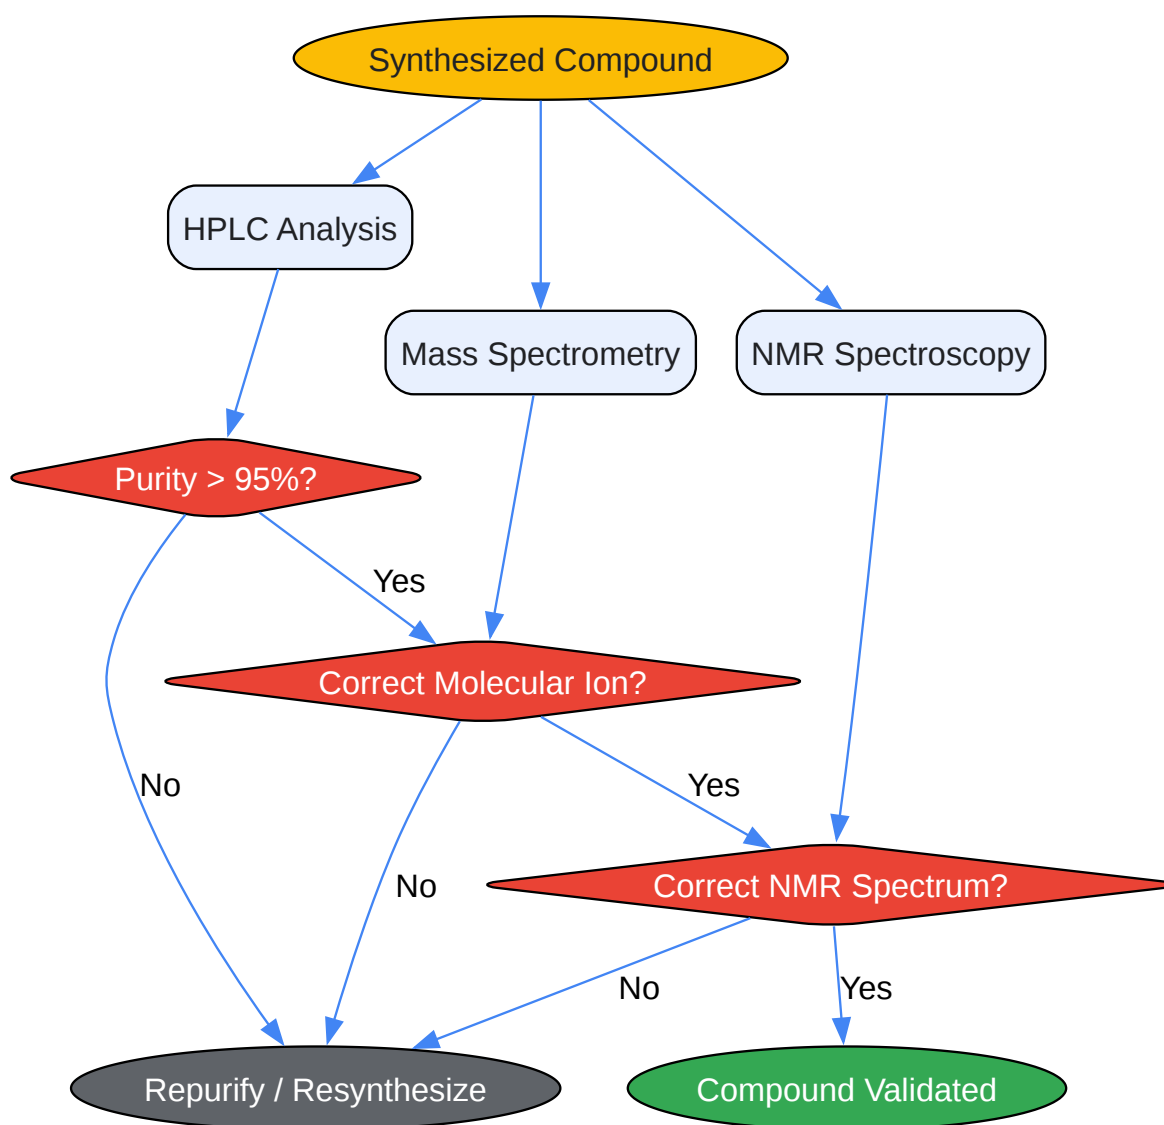 Synthesized Compound
HPLC Analysis
Mass Spectrometry
NMR Spectroscopy
Purity > 95%?
Yes
Correct Molecular Ion?
No
Yes
No
Correct NMR Spectrum?
No
Yes
Repurify / Resynthesize
Compound Validated